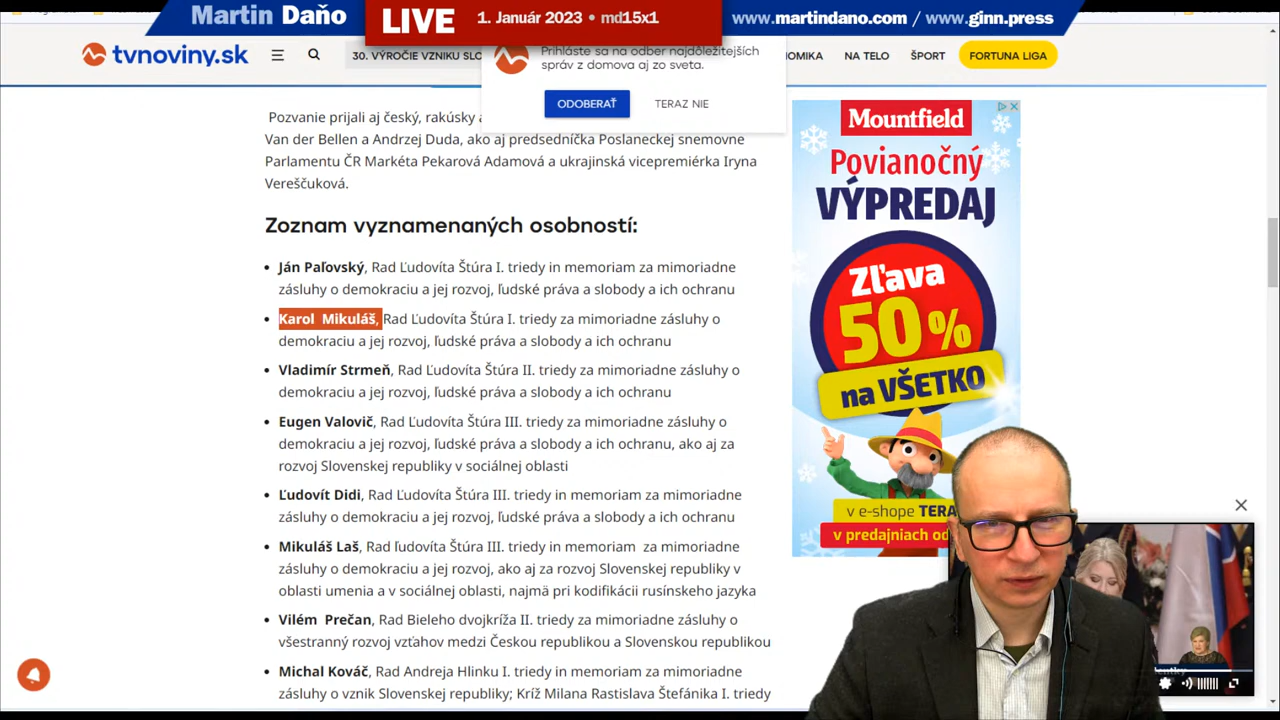 Martin Daňo
LIVE
1. Január 2023 • md15x1
www.martindano.com / www.ginn.press
tvnoviny.sk
30. VÝROČIE VZNIKU SLO
NA TELO
ŠPORT
FORTUNA LIGA
Prihláste sa na odber najdôležitejších
správ z domova aj zo sveta.
ODOBERAŤ
TERAZ NIE
Pozvanie prijali aj český, rakúsky a
Van der Bellen a Andrzej Duda, ako aj predsedníčka Poslaneckej snemovne
Parlamentu ČR Markéta Pekarová Adamová a ukrajinská vicepremiérka Iryna
Vereščuková.
Zoznam vyznamenaných osobností:
• Ján Paľovský, Rad Ľudovíta Štúra I. triedy in memoriam za mimoriadne
zásluhy o demokraciu a jej rozvoj, ľudské práva a slobody a ich ochranu
• Karol Mikuláš, Rad Ľudovíta Štúra I. triedy za mimoriadne zásluhy o
demokraciu a jej rozvoj, ľudské práva a slobody a ich ochranu
• Vladimír Strmeň, Rad Ľudovíta Štúra II. triedy za mimoriadne zásluhy o
demokraciu a jej rozvoj, ľudské práva a slobody a ich ochranu
• Eugen Valovič, Rad Ľudovíta Štúra III. triedy za mimoriadne zásluhy o
demokraciu a jej rozvoj, ľudské práva a slobody a ich ochranu, ako aj za
rozvoj Slovenskej republiky v sociálnej oblasti
• Ľudovít Didi, Rad Ľudovíta Štúra III. triedy in memoriam za mimoriadne
zásluhy o demokraciu a jej rozvoj, ľudské práva a slobody a ich ochranu
• Mikuláš Laš, Rad ľudovíta Štúra III. triedy in memoriam za mimoriadne
zásluhy o demokraciu a jej rozvoj, ako aj za rozvoj Slovenskej republiky v
oblasti umenia a v sociálnej oblasti, najmä pri kodifikácii rusínskeho jazyka
• Vilém Prečan, Rad Bieleho dvojkríža II. triedy za mimoriadne zásluhy o
všestranný rozvoj vzťahov medzi Českou republikou a Slovenskou republikou
• Michal Kováč, Rad Andreja Hlinku I. triedy in memoriam za mimoriadne
zásluhy o vznik Slovenskej republiky; Kríž Milana Rastislava Štefánika I. triedy
Mountfield
Povianočný
VÝPREDAJ
Zľava
50 %
na VŠETKO
v e-shope TERA
v predajniach od